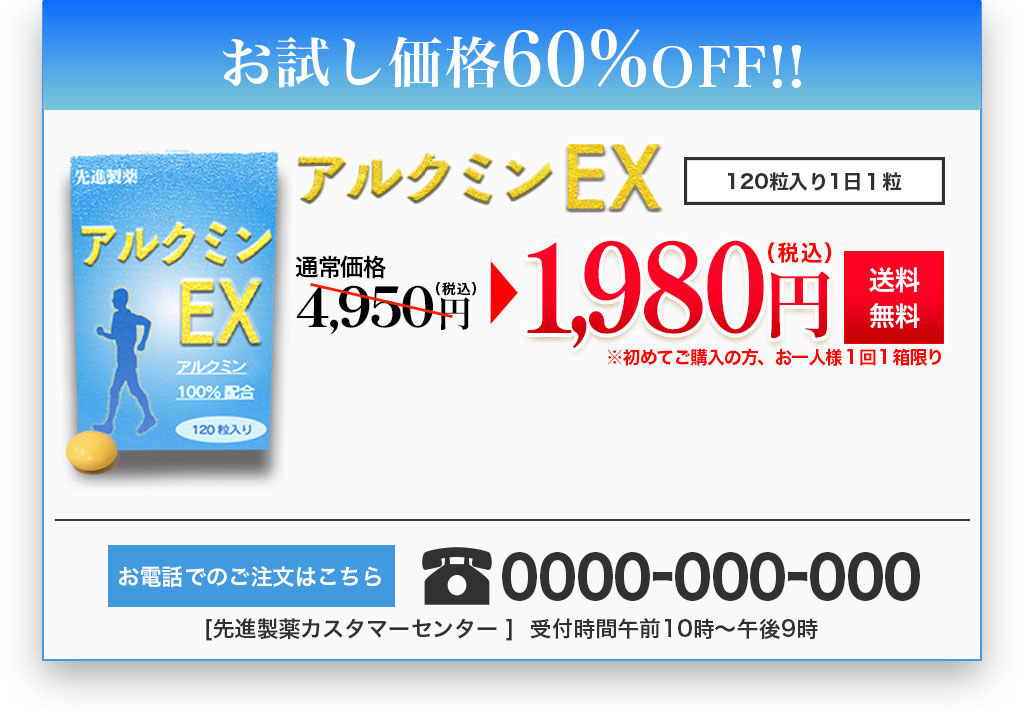 お試し価格60%OFF!!
先進製薬
アルクミン
EX
アルクミン
100%配合
120粒入り
アルクミンEX
120粒入り1日1粒
通常価格
4,950円(税込)
1,980円(税込)
送料
無料
※初めてご購入の方、お一人様1回1箱限り
お電話でのご注文はこちら
0000-000-000
[先進製薬カスタマーセンター ] 受付時間午前10時〜午後9時